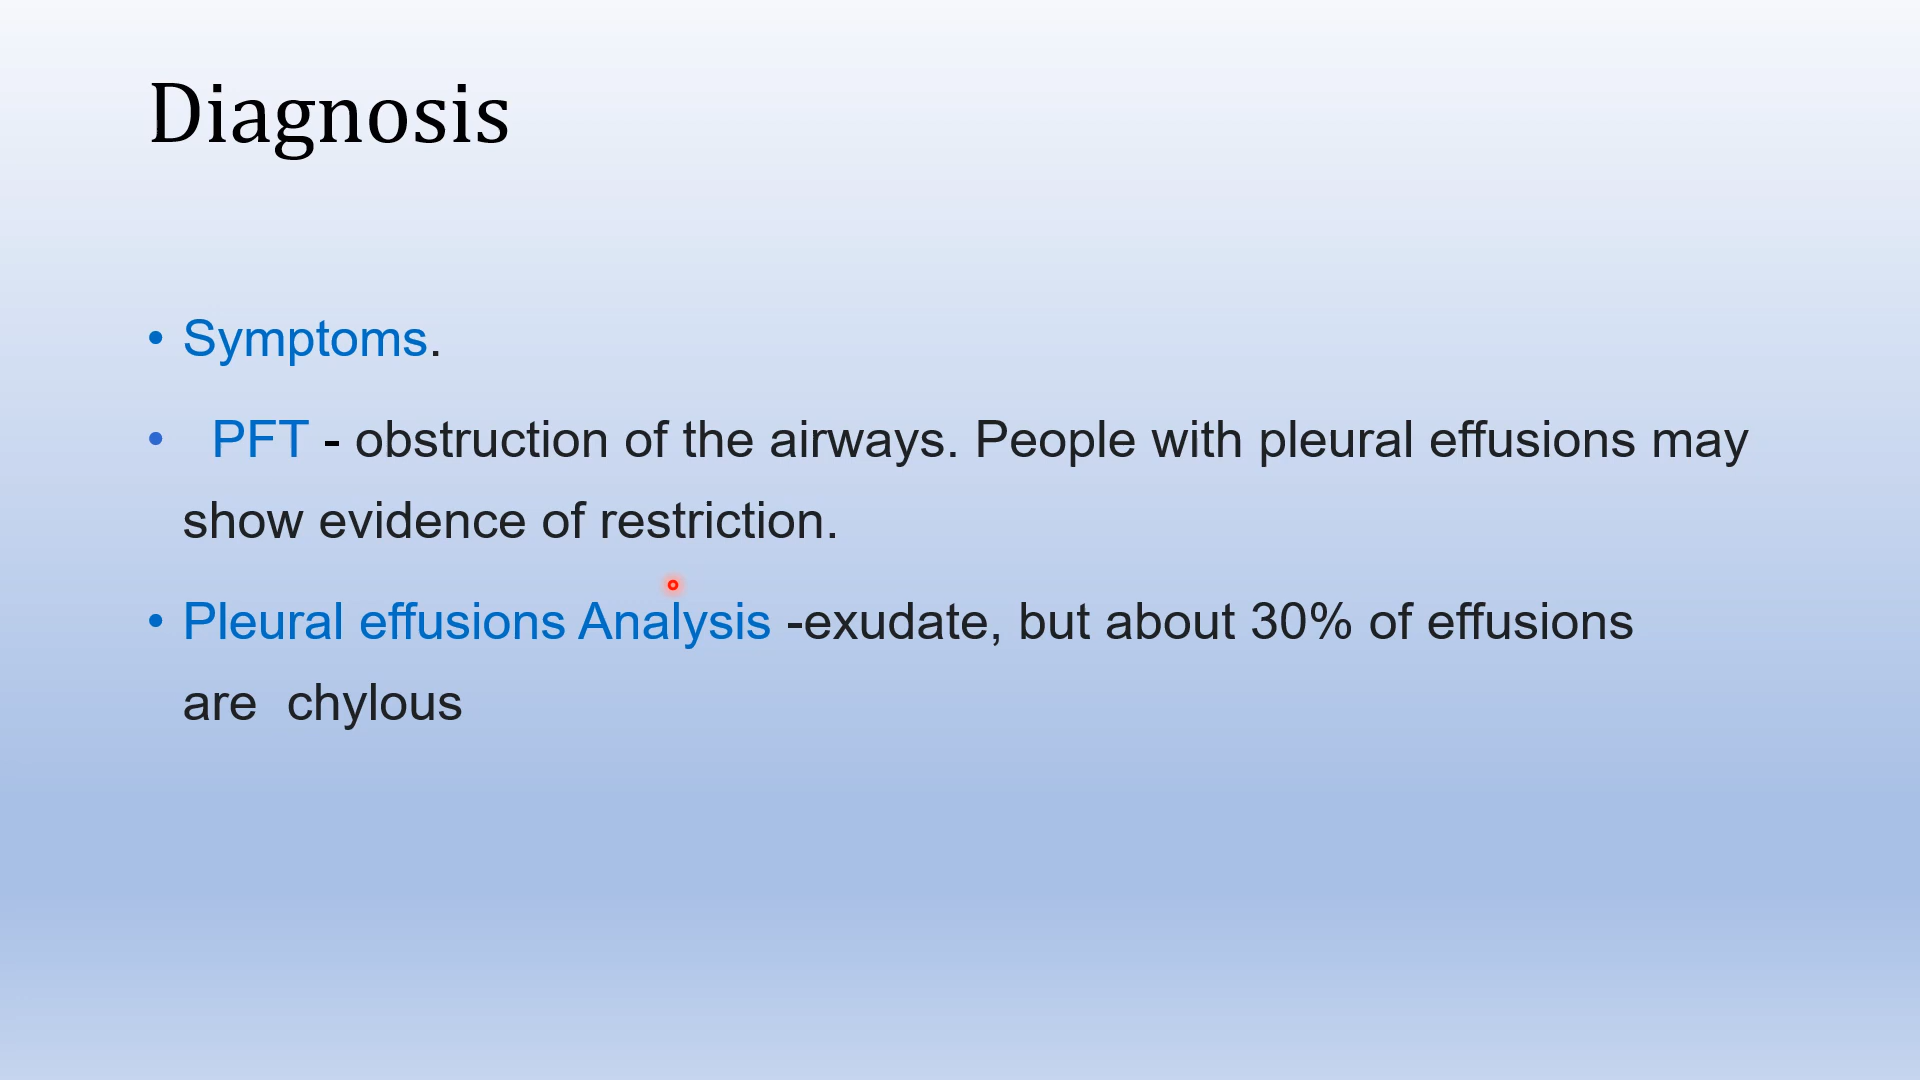 Diagnosis
• Symptoms.
• PFT - obstruction of the airways. People with pleural effusions may
show evidence of restriction.
• Pleural effusions Analysis -exudate, but about 30% of effusions
are  chylous